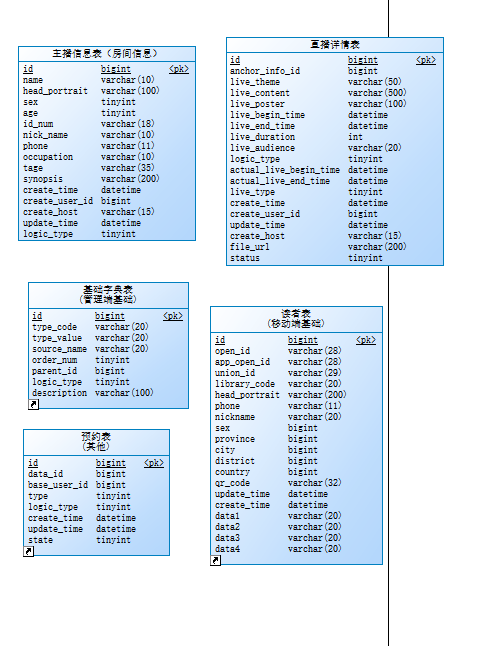 主播信息表（房间信息）
id bigint <pk>
name varchar(10)
head_portrait varchar(100)
sex tinyint
age tinyint
id_num varchar(18)
nick_name varchar(10)
phone varchar(11)
occupation varchar(10)
tage varchar(35)
synopsis varchar(200)
create_time datetime
create_user_id bigint
create_host varchar(15)
update_time datetime
logic_type tinyint
直播详情表
id bigint <pk>
anchor_info_id bigint
live_theme varchar(50)
live_content varchar(500)
live_poster varchar(100)
live_begin_time datetime
live_end_time datetime
live_duration int
live_audience varchar(20)
logic_type tinyint
actual_live_begin_time datetime
actual_live_end_time datetime
live_type tinyint
create_time datetime
create_user_id bigint
update_time datetime
create_host varchar(15)
file_url varchar(200)
status tinyint
基础字典表
(管理端基础)
id bigint <pk>
type_code varchar(20)
type_value varchar(20)
source_name varchar(20)
order_num tinyint
parent_id bigint
logic_type tinyint
description varchar(100)
读者表
(移动端基础)
id bigint <pk>
open_id varchar(28)
app_open_id varchar(28)
union_id varchar(29)
library_code varchar(20)
head_portrait varchar(200)
phone varchar(11)
nickname varchar(20)
sex bigint
province bigint
city bigint
district bigint
country bigint
qr_code varchar(32)
update_time datetime
create_time datetime
data1 varchar(20)
data2 varchar(20)
data3 varchar(20)
data4 varchar(20)
预约表
(其他)
id bigint <pk>
data_id bigint
base_user_id bigint
type tinyint
logic_type tinyint
create_time datetime
update_time datetime
state tinyint